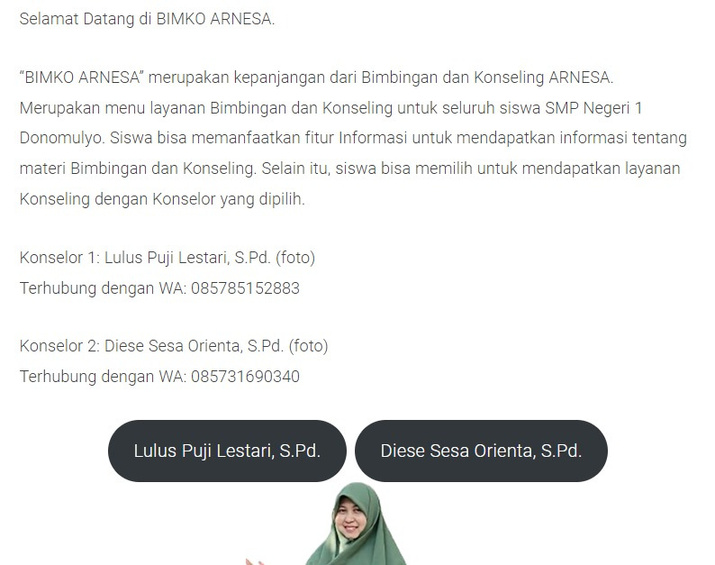 Selamat Datang di BIMKO ARNESA.
“BIMKO ARNESA” merupakan kepanjangan dari Bimbingan dan Konseling ARNESA.
Merupakan menu layanan Bimbingan dan Konseling untuk seluruh siswa SMP Negeri 1
Donomulyo. Siswa bisa memanfaatkan fitur Informasi untuk mendapatkan informasi tentang
materi Bimbingan dan Konseling. Selain itu, siswa bisa memilih untuk mendapatkan layanan
Konseling dengan Konselor yang dipilih.
Konselor 1: Lulus Puji Lestari, S.Pd. (foto)
Terhubung dengan WA: 085785152883
Konselor 2: Diese Sesa Orienta, S.Pd. (foto)
Terhubung dengan WA: 085731690340
Lulus Puji Lestari, S.Pd.
Diese Sesa Orienta, S.Pd.